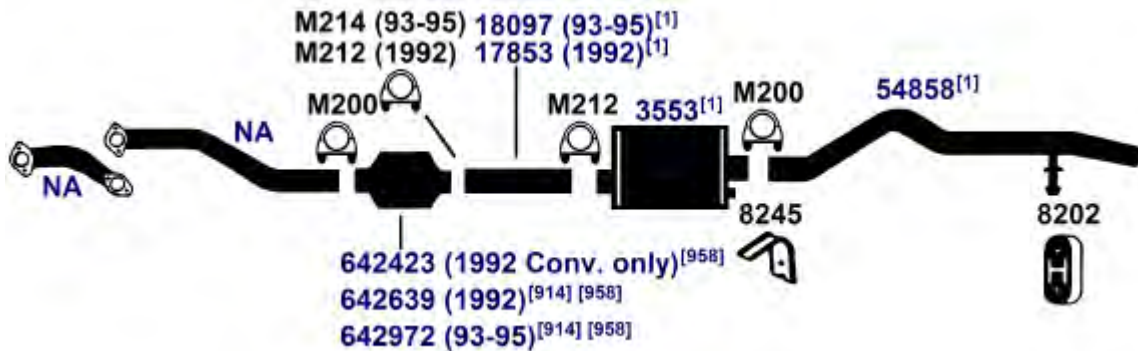 M214 (93-95) 18097 (93-95)[1]
M212 (1992) 17853 (1992)[1]
M200
M212
3553[1]
M200
54858[1]
NA
NA
8245
8202
642423 (1992 Conv. only)[958]
642639 (1992)[914] [958]
642972 (93-95)[914] [958]